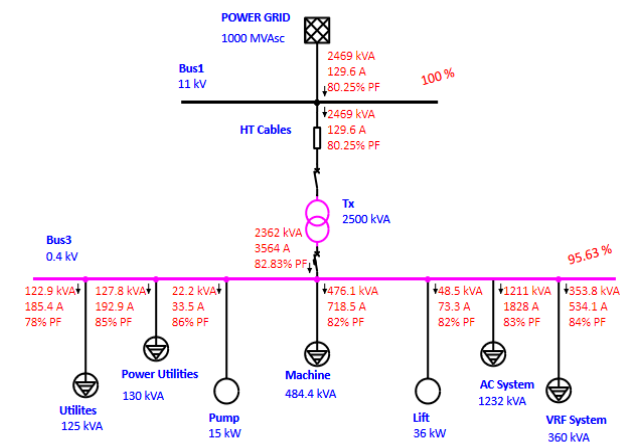 POWER GRID
1000 MVAsc
2469 kVA
129.6 A
80.25% PF
100 %
Bus1
11 kV
2469 kVA
129.6 A
80.25% PF
HT Cables
Tx
2500 kVA
2362 kVA
3564 A
82.83% PF
Bus3
0.4 kV
95.63 %
122.9 kVA
185.4 A
78% PF
127.8 kVA
192.9 A
85% PF
22.2 kVA
33.5 A
86% PF
476.1 kVA
718.5 A
82% PF
48.5 kVA
73.3 A
82% PF
1211 kVA
1828 A
83% PF
353.8 kVA
534.1 A
84% PF
Utilites
125 kVA
Power Utilities
130 kVA
Pump
15 kW
Machine
484.4 kVA
Lift
36 kW
AC System
1232 kVA
VRF System
360 kVA